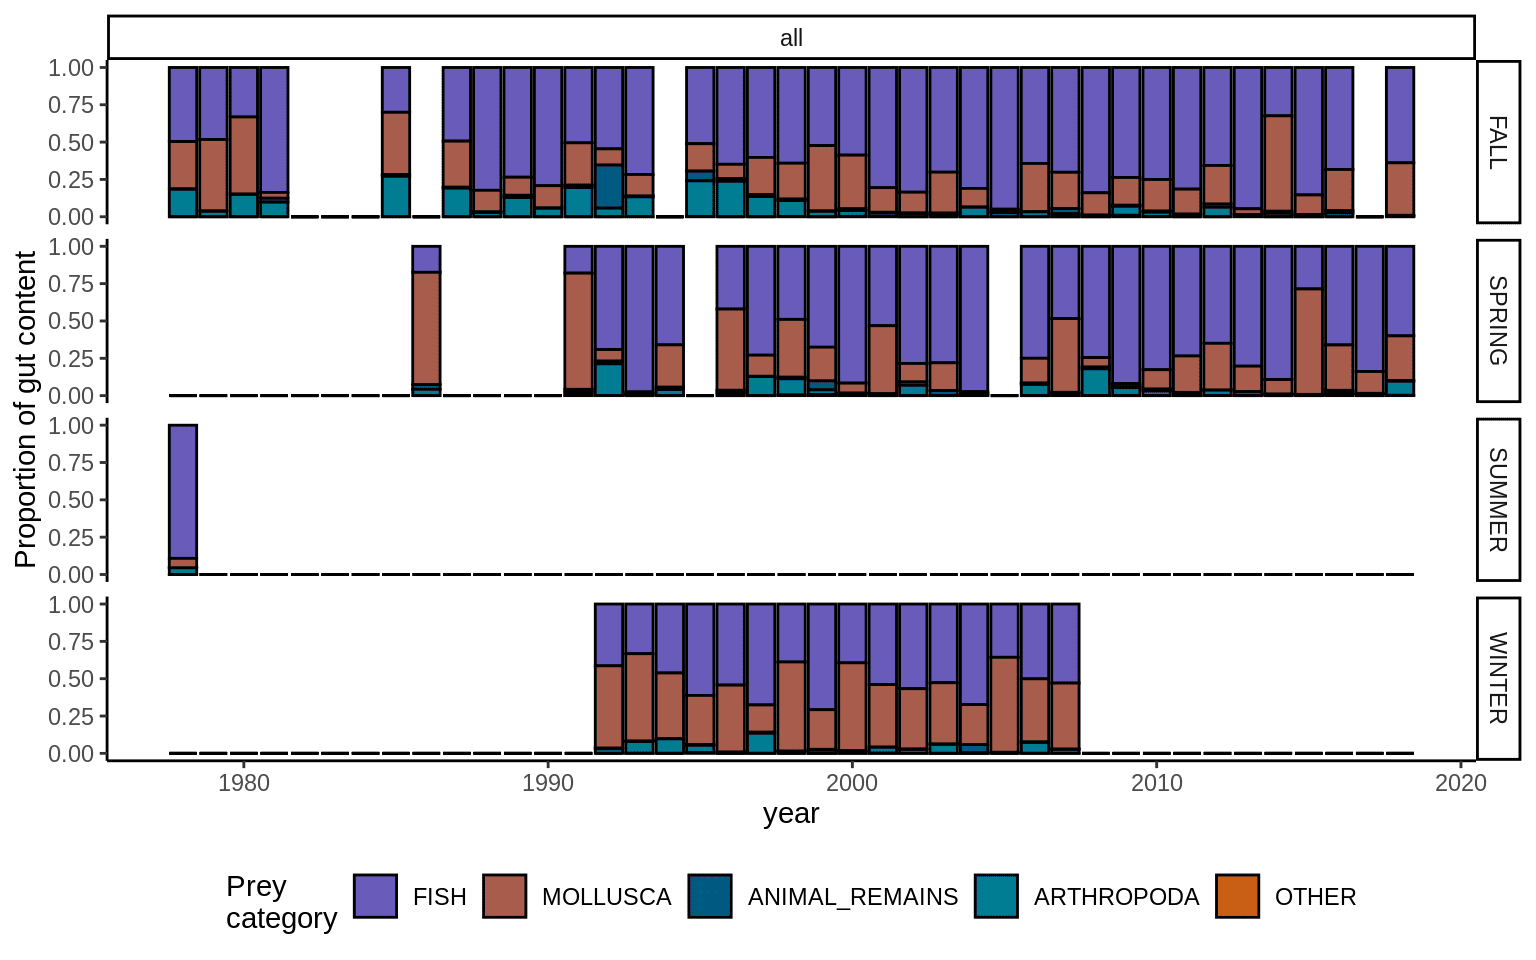 all
1.00
0.75
0.50
0.25
0.00
FALL
1.00
0.75
0.50
0.25
0.00
SPRING
1.00
0.75
0.50
0.25
0.00
SUMMER
1.00
0.75
0.50
0.25
0.00
WINTER
Proportion of gut content
1980 1990 2000 2010 2020
year
Prey
category
FISH MOLLUSCA ANIMAL_REMAINS ARTHROPODA OTHER